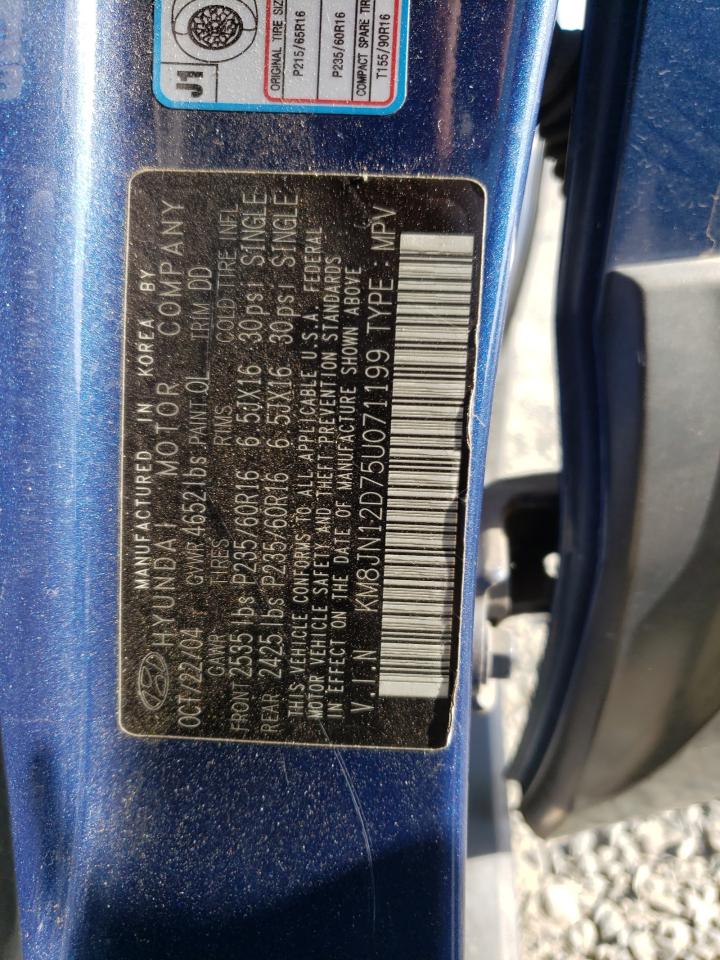 J1
ORIGINAL TIRE SIZ
P215/65R16
P235/60R16
COMPACT SPARE TIR
T155/90R16
MANUFACTURED IN KOREA BY
HYUNDAI MOTOR COMPANY
OCT/22/04 GVWR 4652 lbs PAINT QL TRIM DD
GAWR TIRES RIMS COLD TIRE INFL
FRONT 2535 lbs P235/60R16 6.5JX16 30psi SINGLE
REAR 2425 lbs P235/60R16 6.5JX16 30psi SINGLE
THIS VEHICLE CONFORMS TO ALL APPLICABLE U.S.A. FEDERAL
MOTOR VEHICLE SAFETY AND THEFT PREVENTION STANDARDS
IN EFFECT ON THE DATE OF MANUFACTURE SHOWN ABOVE
V.I.N : KM8JN12D75U071199 TYPE : MPV